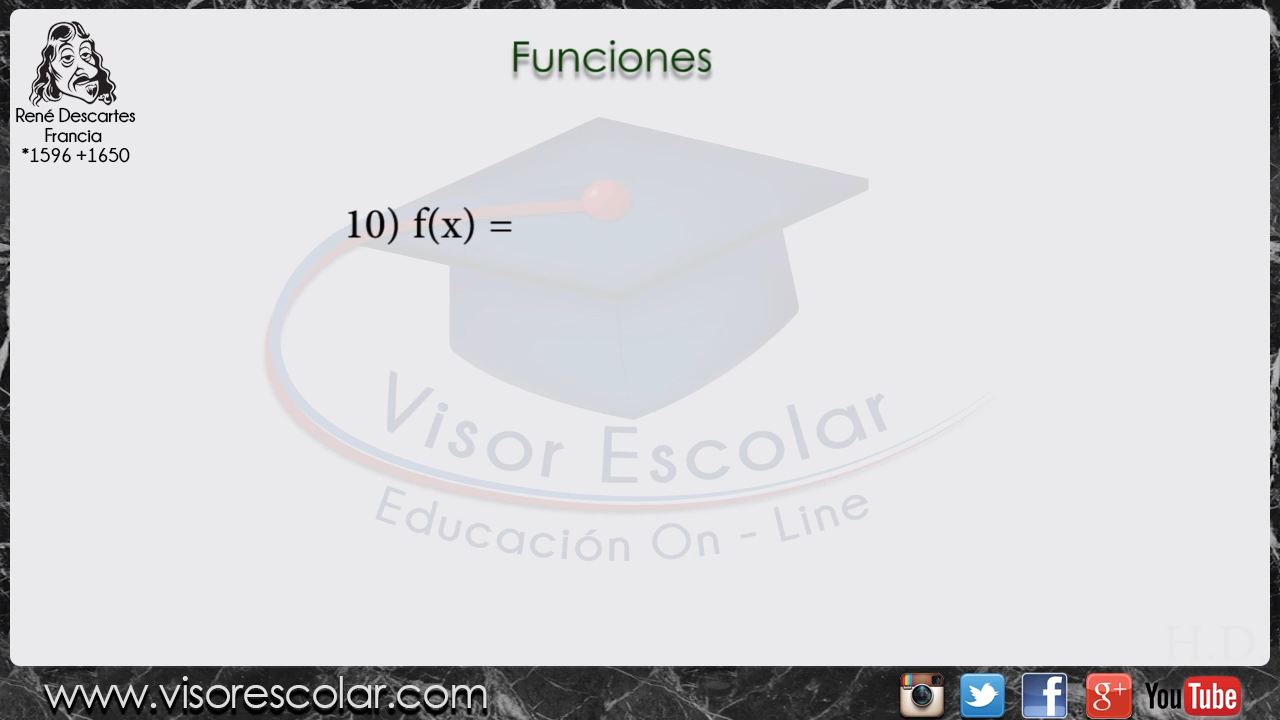 Funciones
René Descartes
Francia
*1596 +1650
10) f(x) =
Visor Escolar
Educación On - Line
H.D
www.visorescolar.com
You Tube